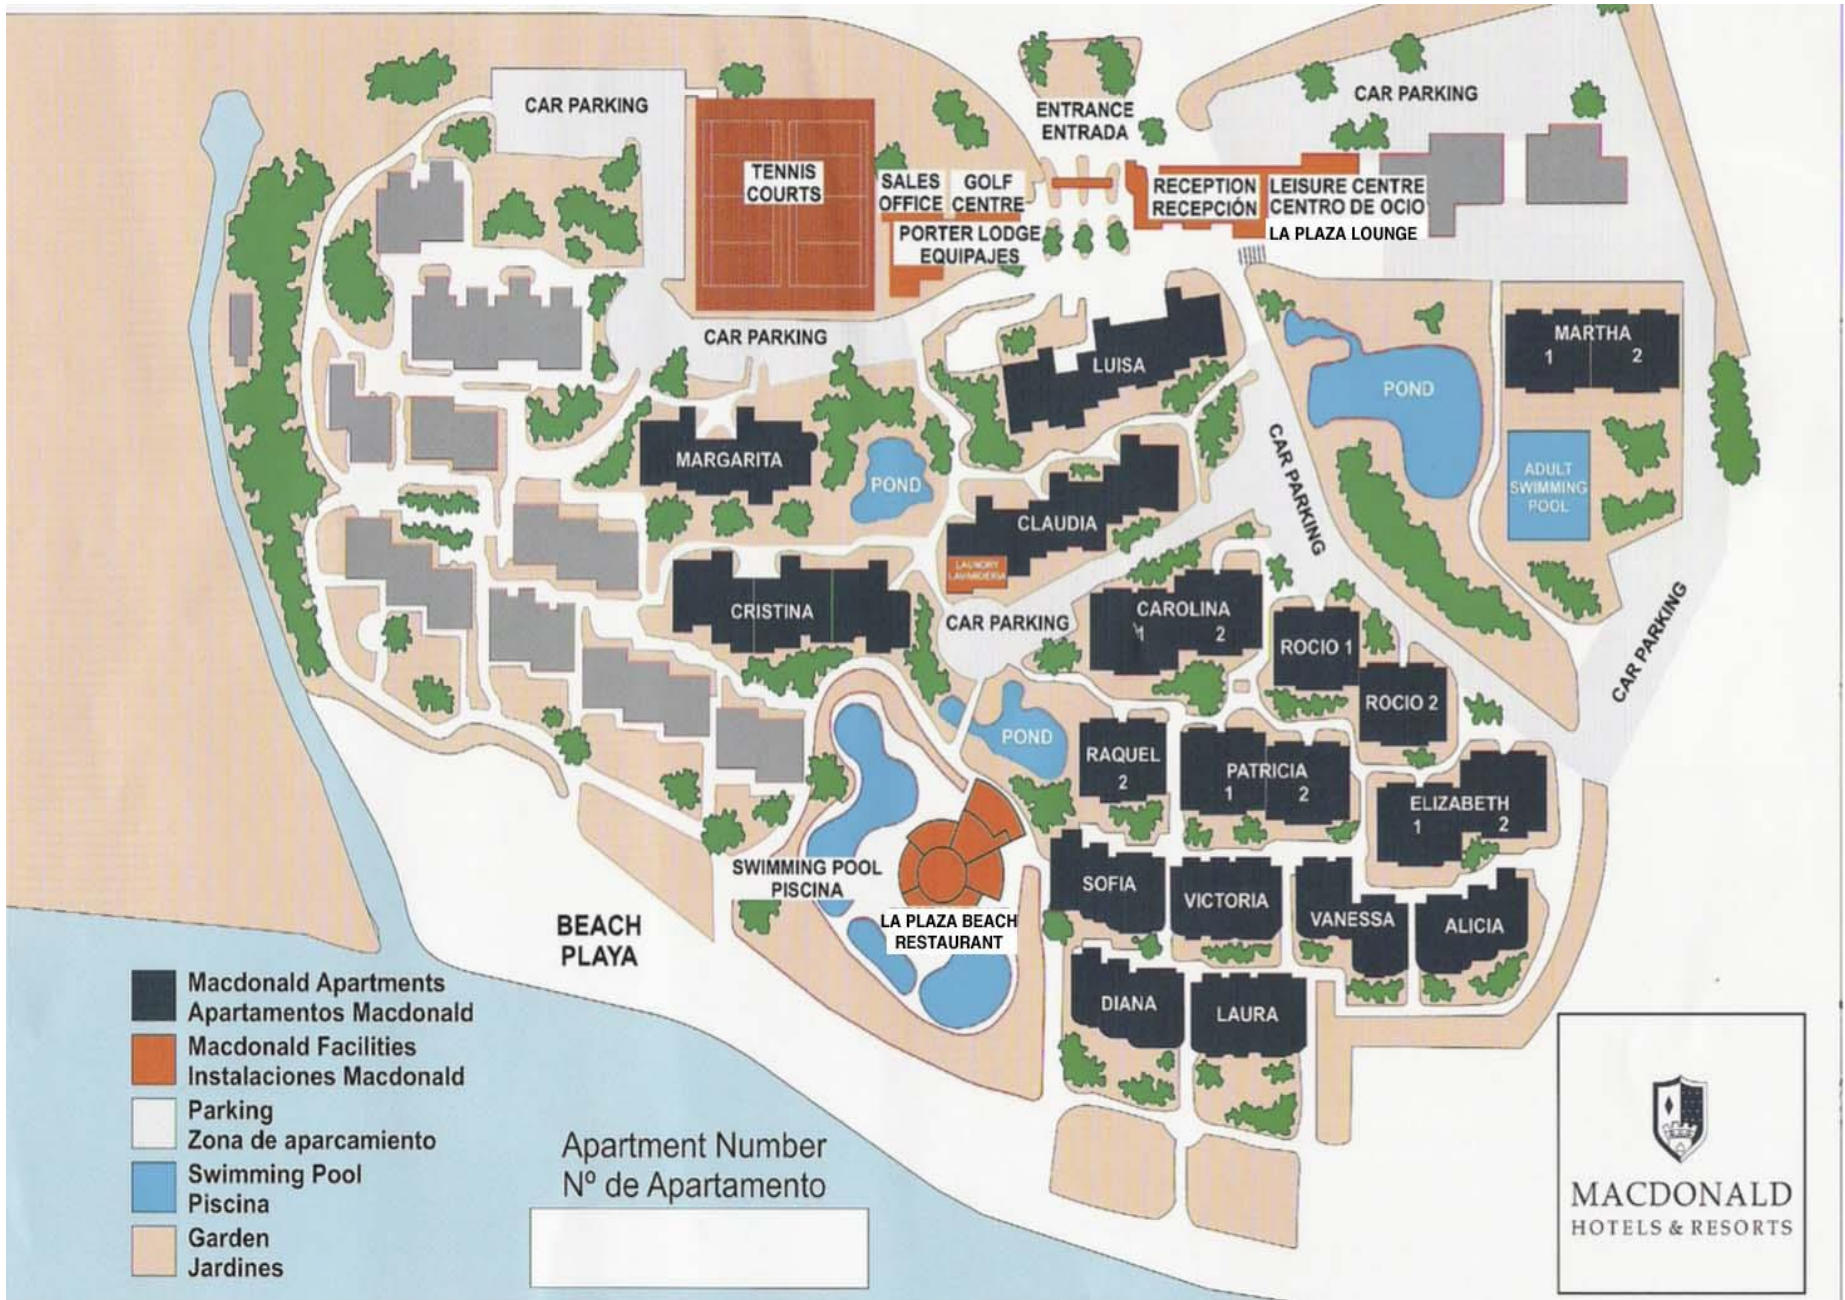 CAR PARKING
ENTRANCE
ENTRADA
CAR PARKING
TENNIS
COURTS
SALES
OFFICE
GOLF
CENTRE
PORTER LODGE
EQUIPAJES
RECEPTION
RECEPCIÓN
LEISURE CENTRE
CENTRO DE OCIO
LA PLAZA LOUNGE
CAR PARKING
LUISA
MARTHA
1 2
POND
MARGARITA
POND
CAR PARKING
ADULT
SWIMMING
POOL
CLAUDIA
LAUNDRY
LAVANDERIA
CRISTINA
CAR PARKING
CAROLINA
1 2
ROCIO 1
ROCIO 2
CAR PARKING
POND
RAQUEL
2
PATRICIA
1 2
ELIZABETH
1 2
SWIMMING POOL
PISCINA
LA PLAZA BEACH
RESTAURANT
SOFIA
VICTORIA
VANESSA
ALICIA
BEACH
PLAYA
DIANA
LAURA
Macdonald Apartments
Apartamentos Macdonald
Macdonald Facilities
Instalaciones Macdonald
Parking
Zona de aparcamiento
Swimming Pool
Piscina
Garden
Jardines
Apartment Number
Nº de Apartamento
MACDONALD
HOTELS & RESORTS